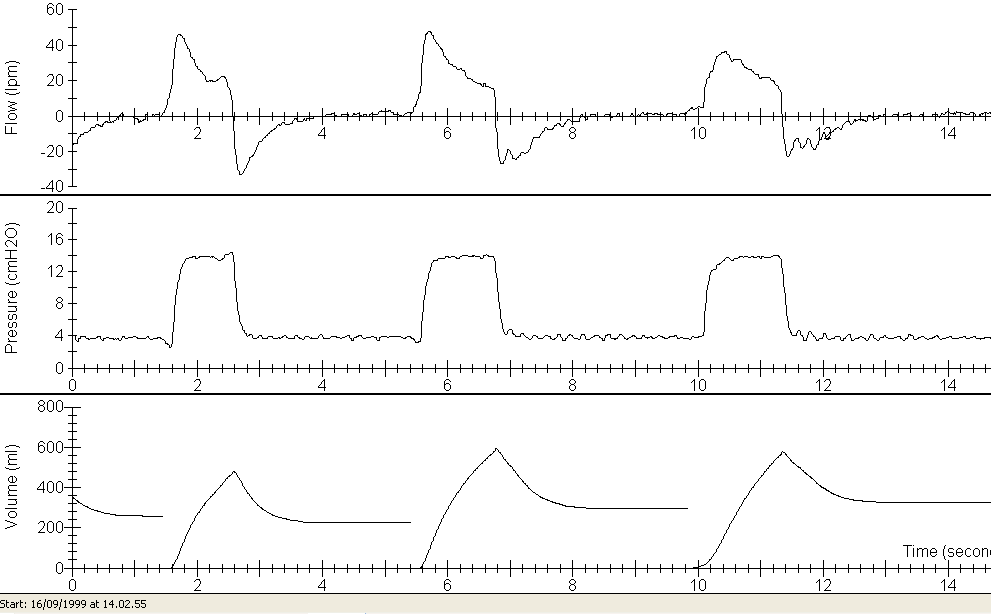 60
40
20
0
-20
-40
Flow (lpm)
2 4 6 8 10 12 14
20
16
12
8
4
0
Pressure (cmH2O)
0 2 4 6 8 10 12 14
800
600
400
200
0
Volume (ml)
Time (secon
0 2 4 6 8 10 12 14
Start: 16/09/1999 at 14.02.55